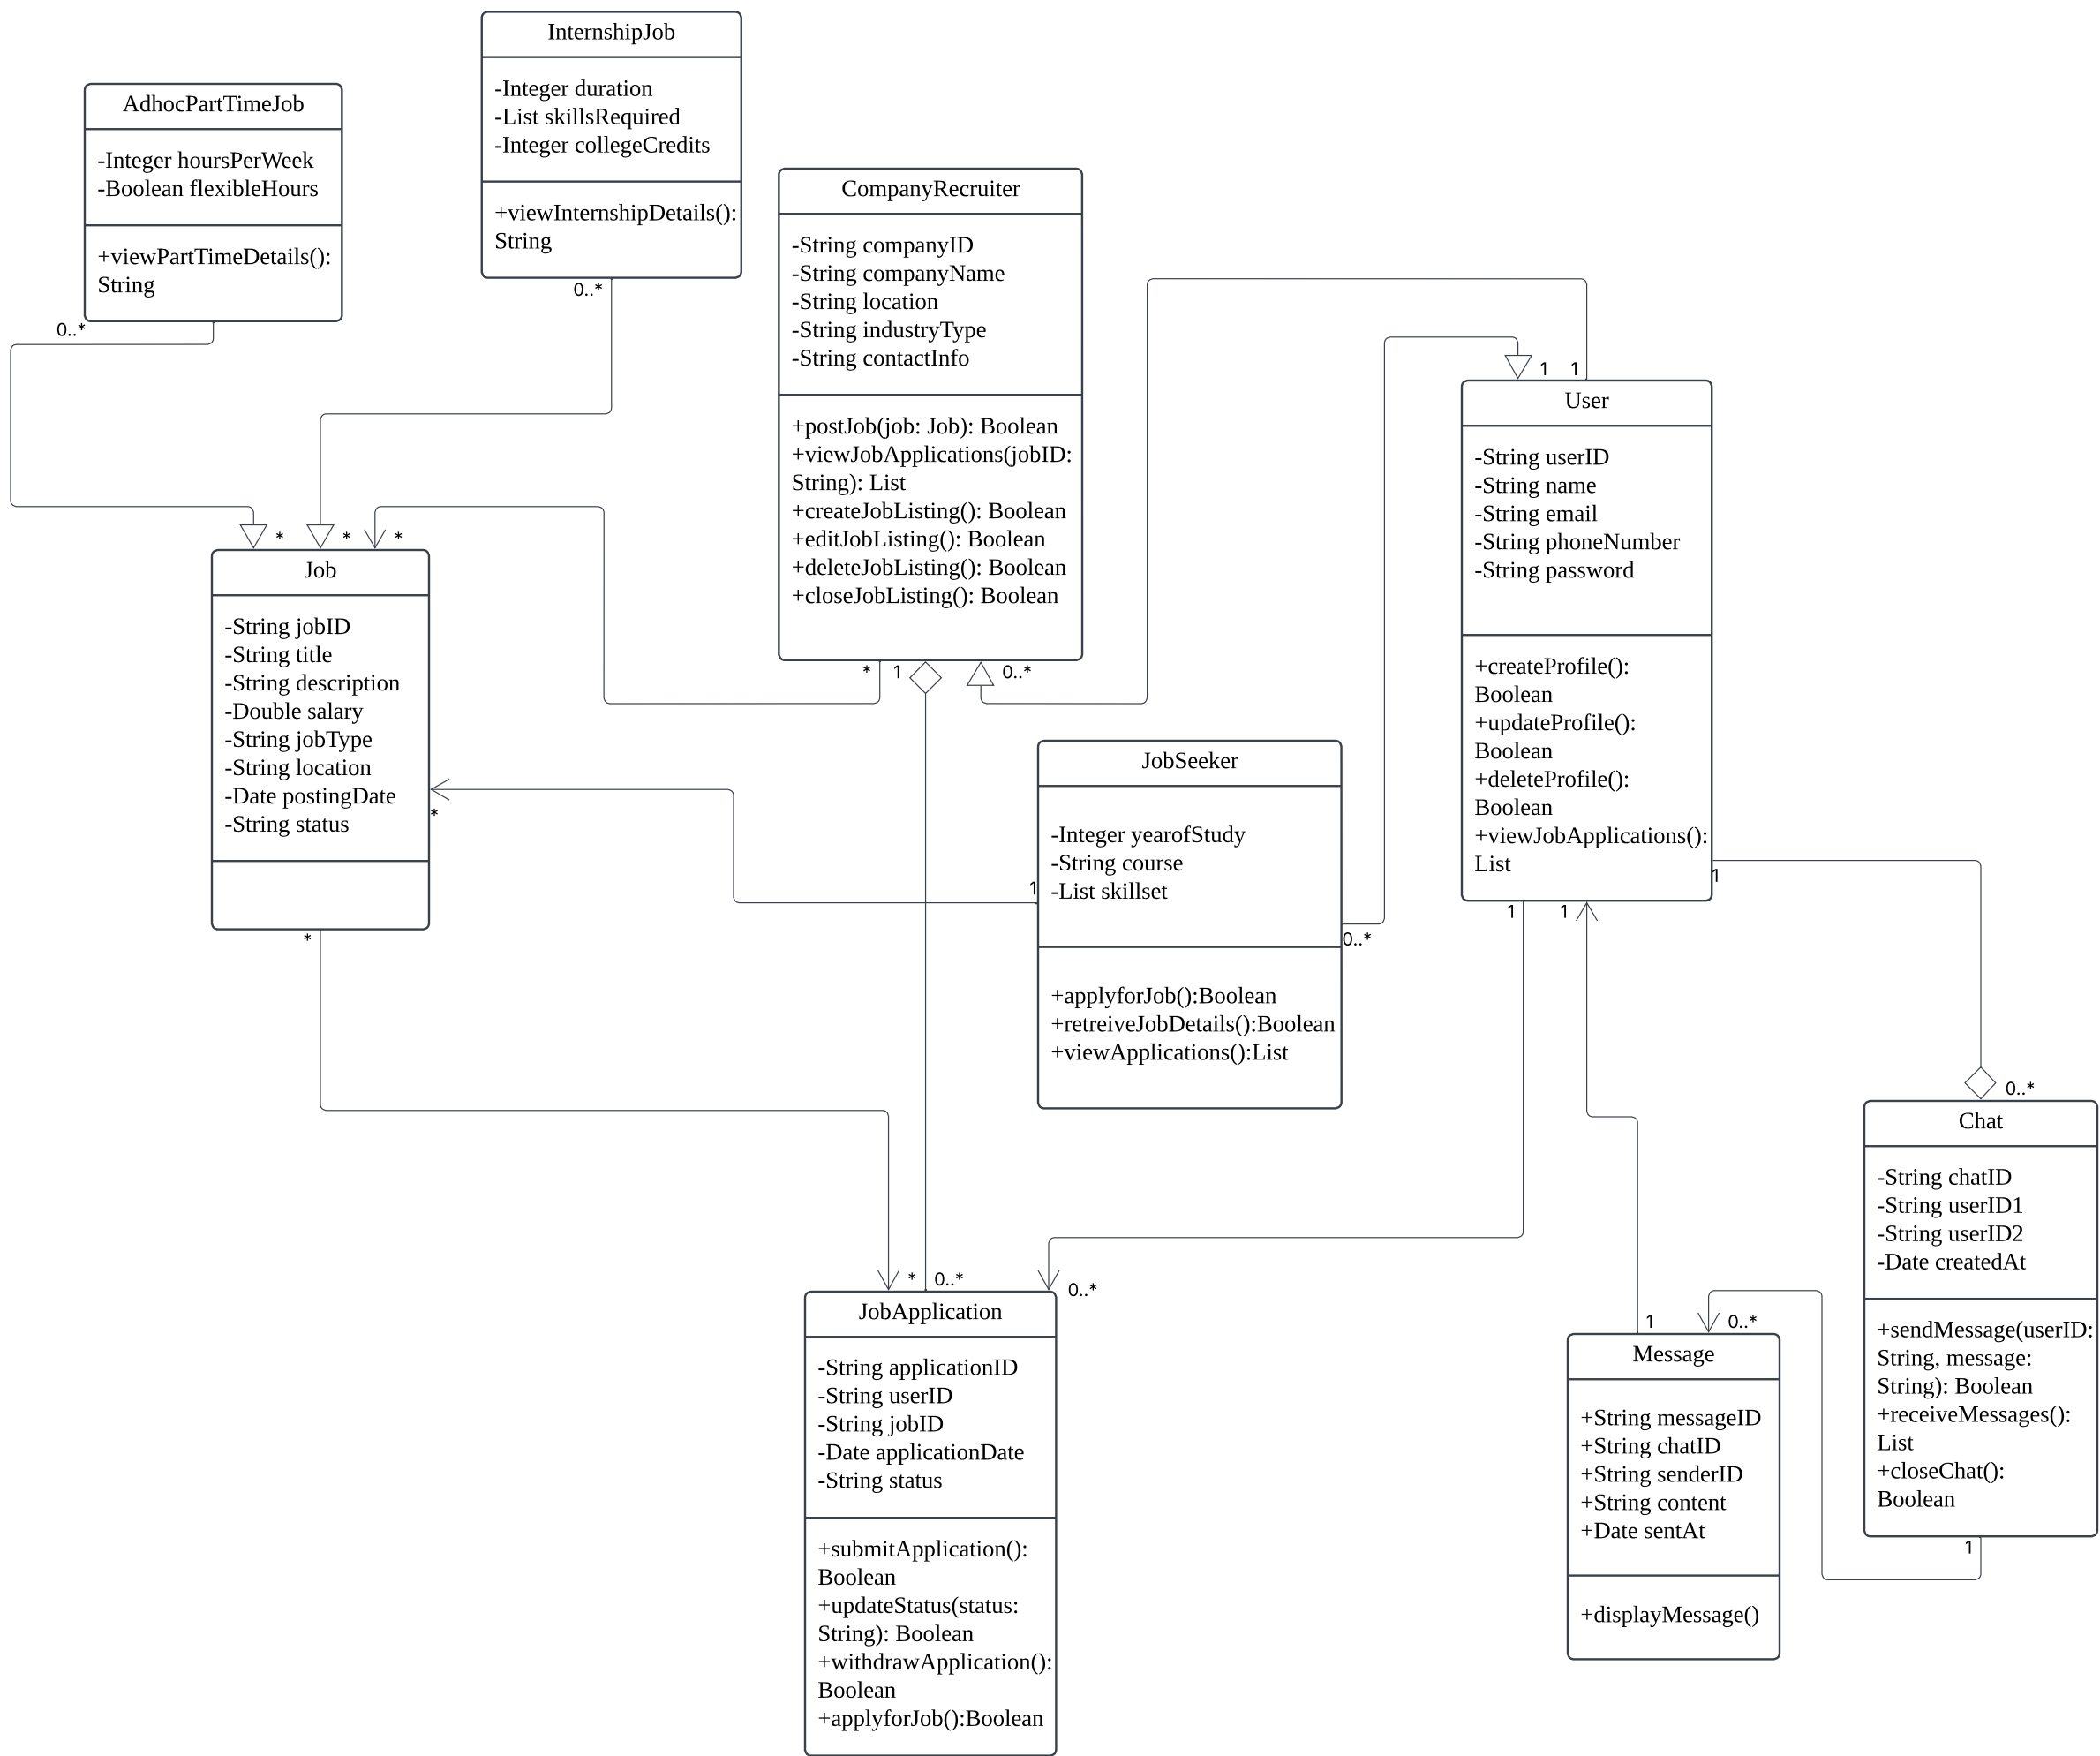 InternshipJob
-Integer duration
-List skillsRequired
-Integer collegeCredits
+viewInternshipDetails():
String
0..*
AdhocPartTimeJob
-Integer hoursPerWeek
-Boolean flexibleHours
+viewPartTimeDetails():
String
0..*
CompanyRecruiter
-String companyID
-String companyName
-String location
-String industryType
-String contactInfo
+postJob(job: Job): Boolean
+viewJobApplications(jobID:
String): List
+createJobListing(): Boolean
+editJobListing(): Boolean
+deleteJobListing(): Boolean
+closeJobListing(): Boolean
*
1
0..*
1
1
User
-String userID
-String name
-String email
-String phoneNumber
-String password
+createProfile():
Boolean
+updateProfile():
Boolean
+deleteProfile():
Boolean
+viewJobApplications():
List
1
1
1
*
*
*
Job
-String jobID
-String title
-String description
-Double salary
-String jobType
-String location
-Date postingDate
-String status
*
*
JobSeeker
-Integer yearofStudy
-String course
-List skillset
+applyforJob():Boolean
+retreiveJobDetails():Boolean
+viewApplications():List
1
0..*
0..*
Chat
-String chatID
-String userID1
-String userID2
-Date createdAt
+sendMessage(userID:
String, message:
String): Boolean
+receiveMessages():
List
+closeChat():
Boolean
1
*
0..*
0..*
JobApplication
-String applicationID
-String userID
-String jobID
-Date applicationDate
-String status
+submitApplication():
Boolean
+updateStatus(status:
String): Boolean
+withdrawApplication():
Boolean
+applyforJob():Boolean
1
0..*
Message
+String messageID
+String chatID
+String senderID
+String content
+Date sentAt
+displayMessage()